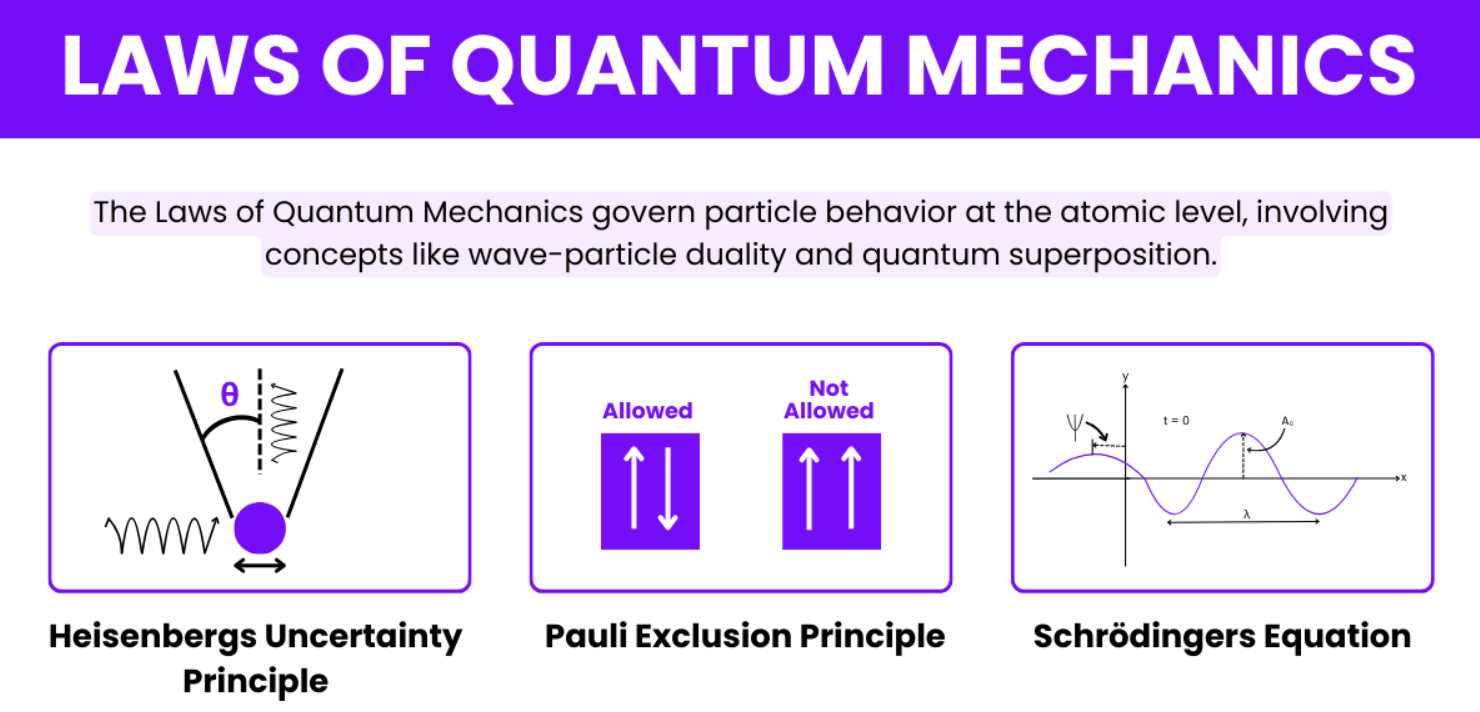 LAWS OF QUANTUM MECHANICS
The Laws of Quantum Mechanics govern particle behavior at the atomic level, involving
concepts like wave-particle duality and quantum superposition.
θ
Heisenbergs Uncertainty
Principle
Allowed
Not
Allowed
Pauli Exclusion Principle
y
Ψ
t = 0
A₀
x
λ
Schrödingers Equation